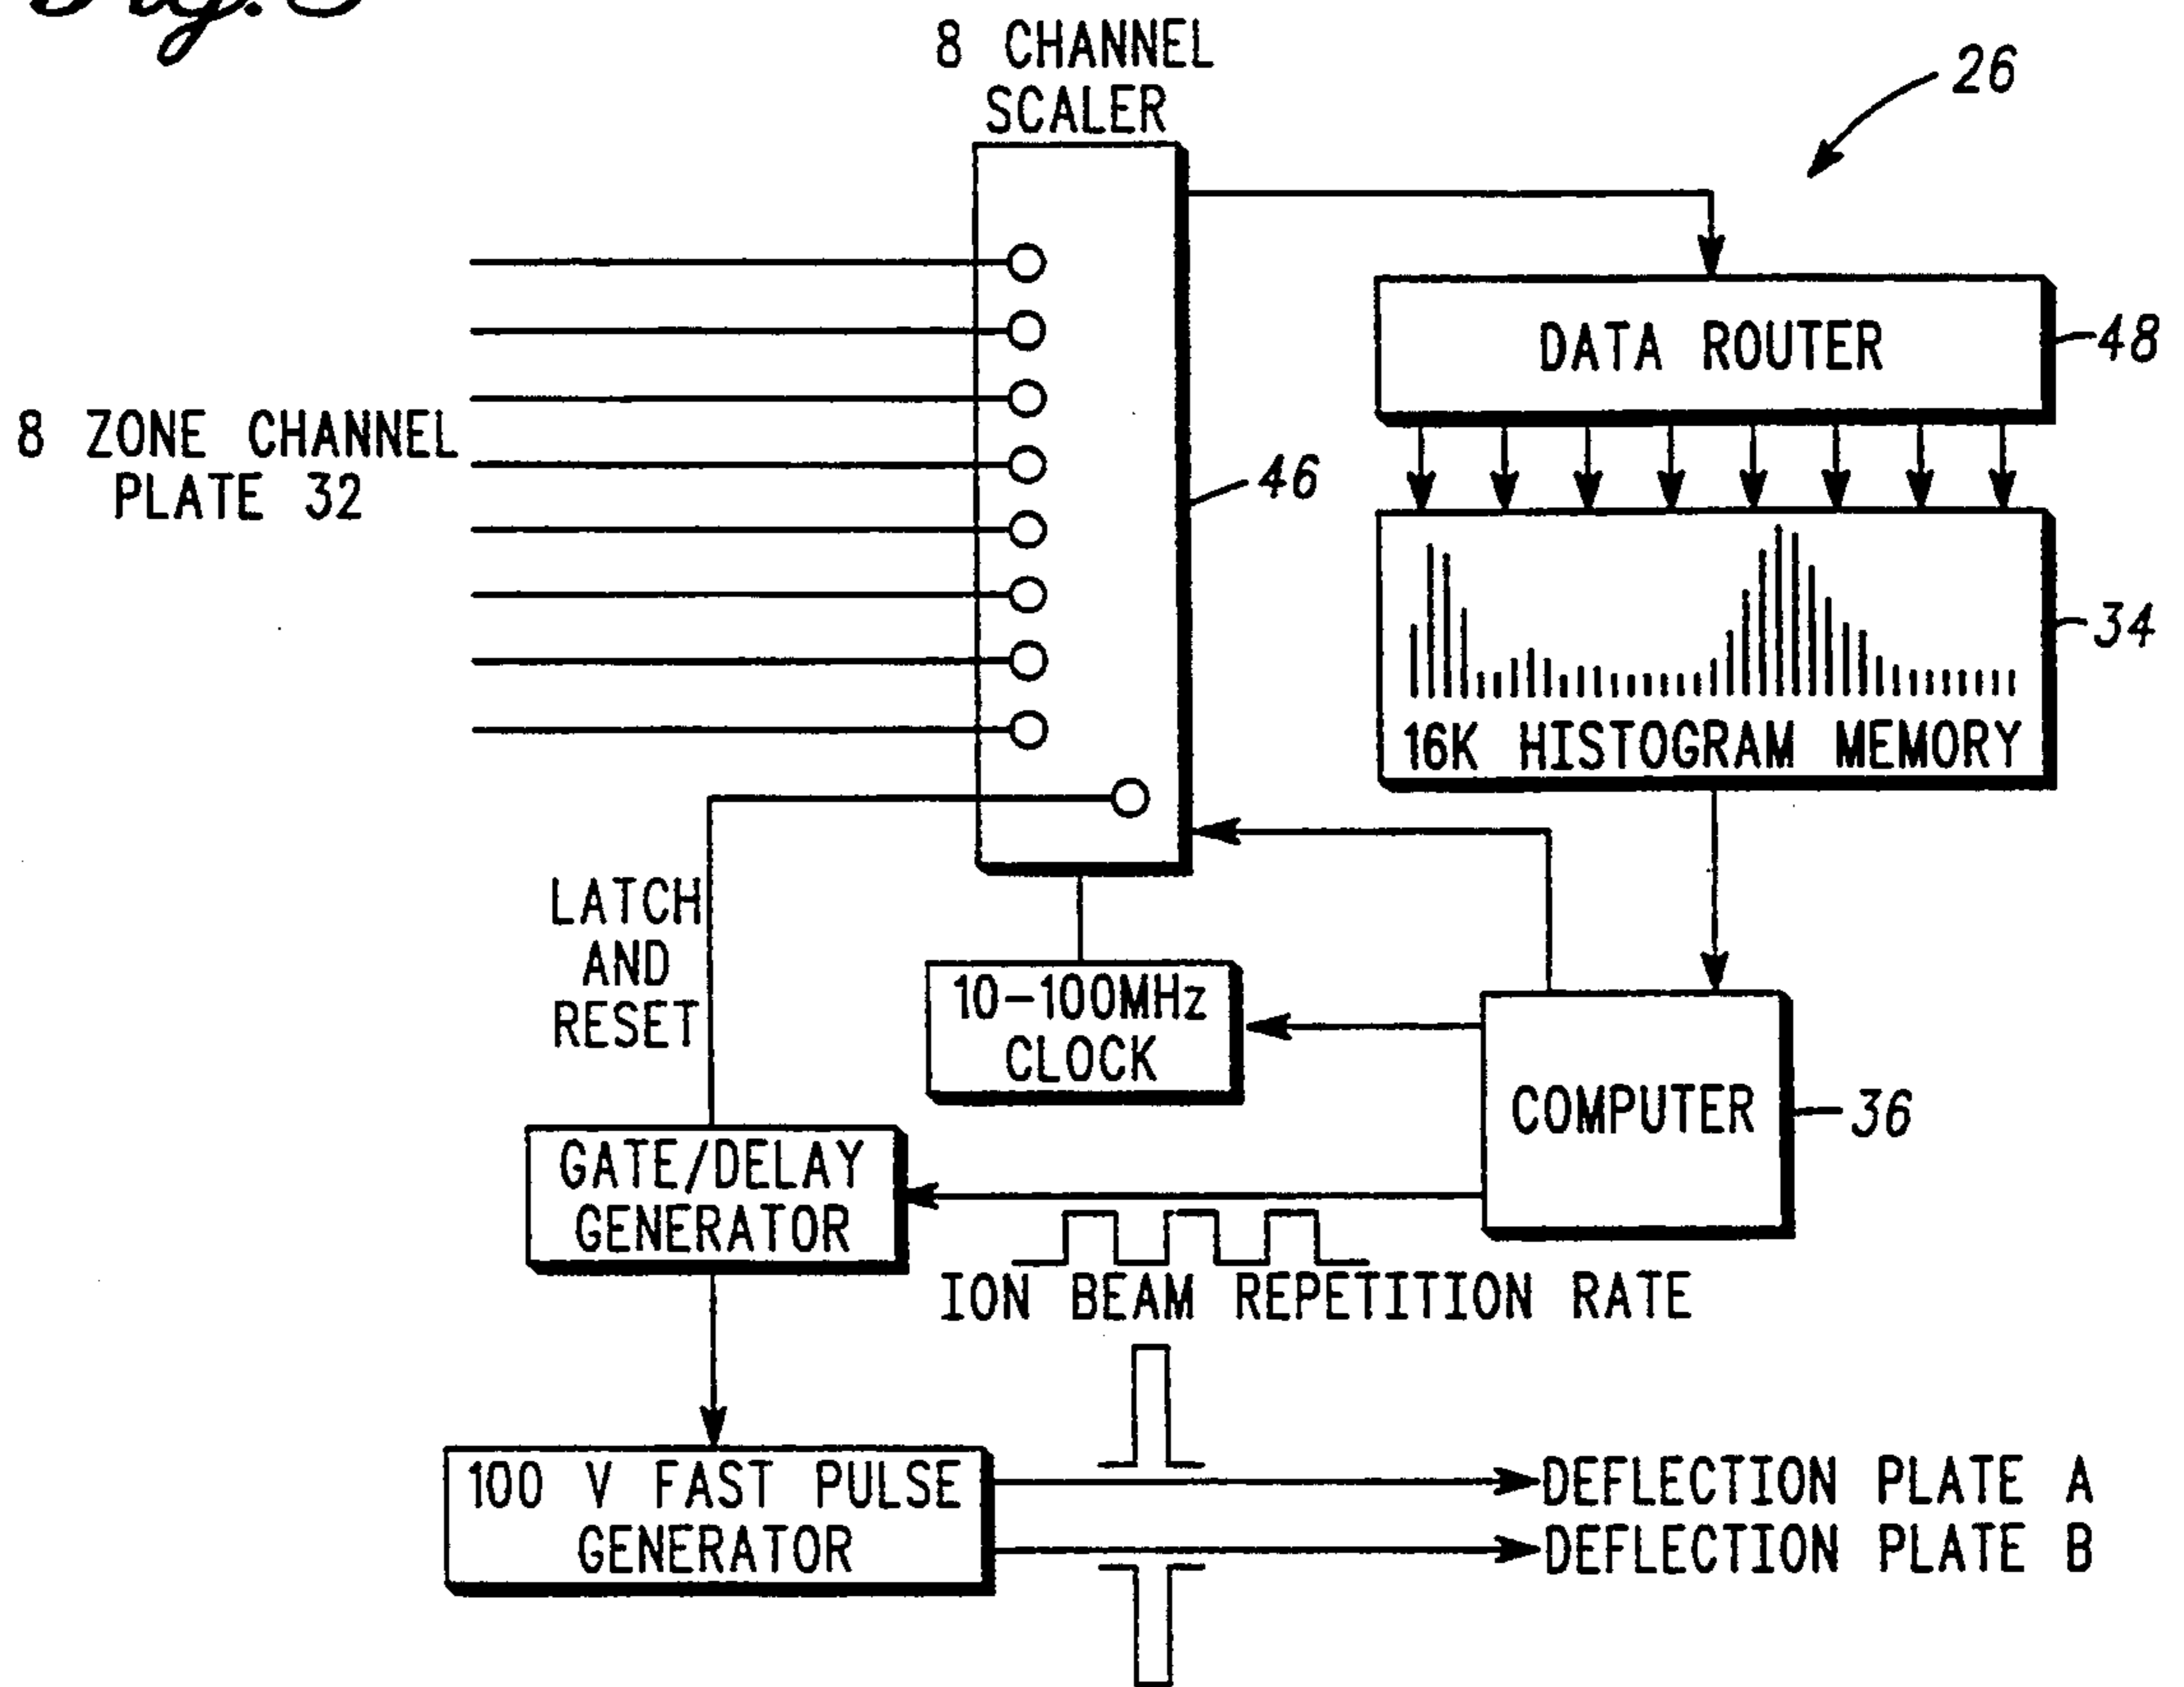 8 CHANNEL
SCALER
26
8 ZONE CHANNEL
PLATE 32
46
DATA ROUTER
48
34
16K HISTOGRAM MEMORY
LATCH
AND
RESET
10-100MHz
CLOCK
COMPUTER
36
GATE/DELAY
GENERATOR
ION BEAM REPETITION RATE
100 V FAST PULSE
GENERATOR
DEFLECTION PLATE A
DEFLECTION PLATE B